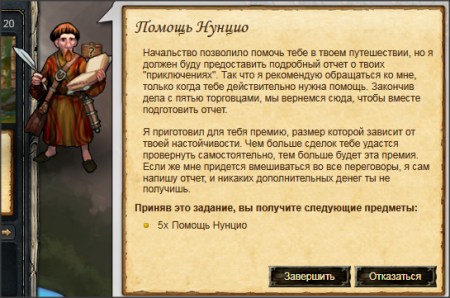 20
Помощь Нунцио
Начальство позволило помочь тебе в твоем путешествии, но я
должен буду предоставить подробный отчет о твоих
"приключениях". Так что я рекомендую обращаться ко мне,
только когда тебе действительно нужна помощь. Закончив
дела с пятью торговцами, мы вернемся сюда, чтобы вместе
подготовить отчет.
Я приготовил для тебя премию, размер которой зависит от
твоей настойчивости. Чем больше сделок тебе удастся
провернуть самостоятельно, тем больше будет эта премия.
Если же мне придется вмешиваться во все переговоры, я сам
напишу отчет, и никаких дополнительных денег ты не
получишь.
Приняв это задание, вы получите следующие предметы:
5x Помощь Нунцио
Завершить Отказаться